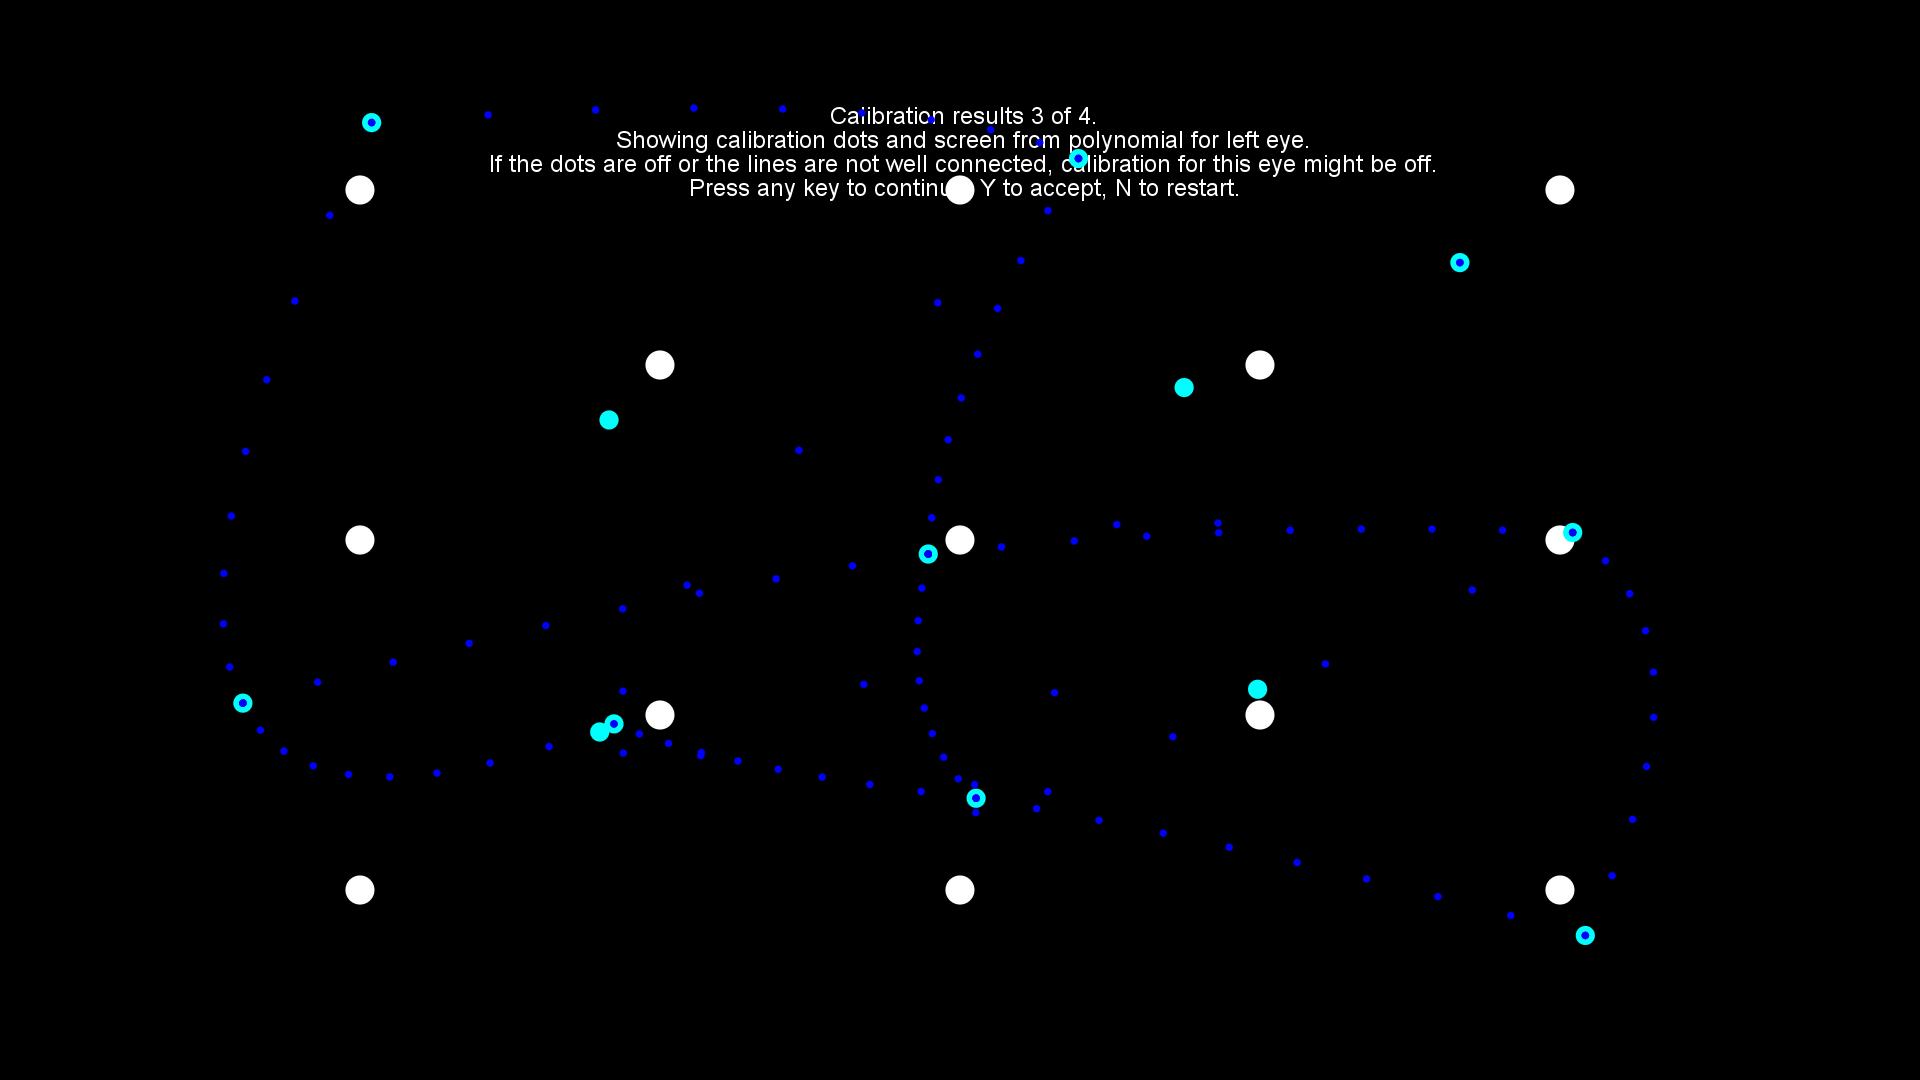 Calibration results 3 of 4.
Showing calibration dots and screen from polynomial for left eye.
If the dots are off or the lines are not well connected, calibration for this eye might be off.
Press any key to continue, Y to accept, N to restart.